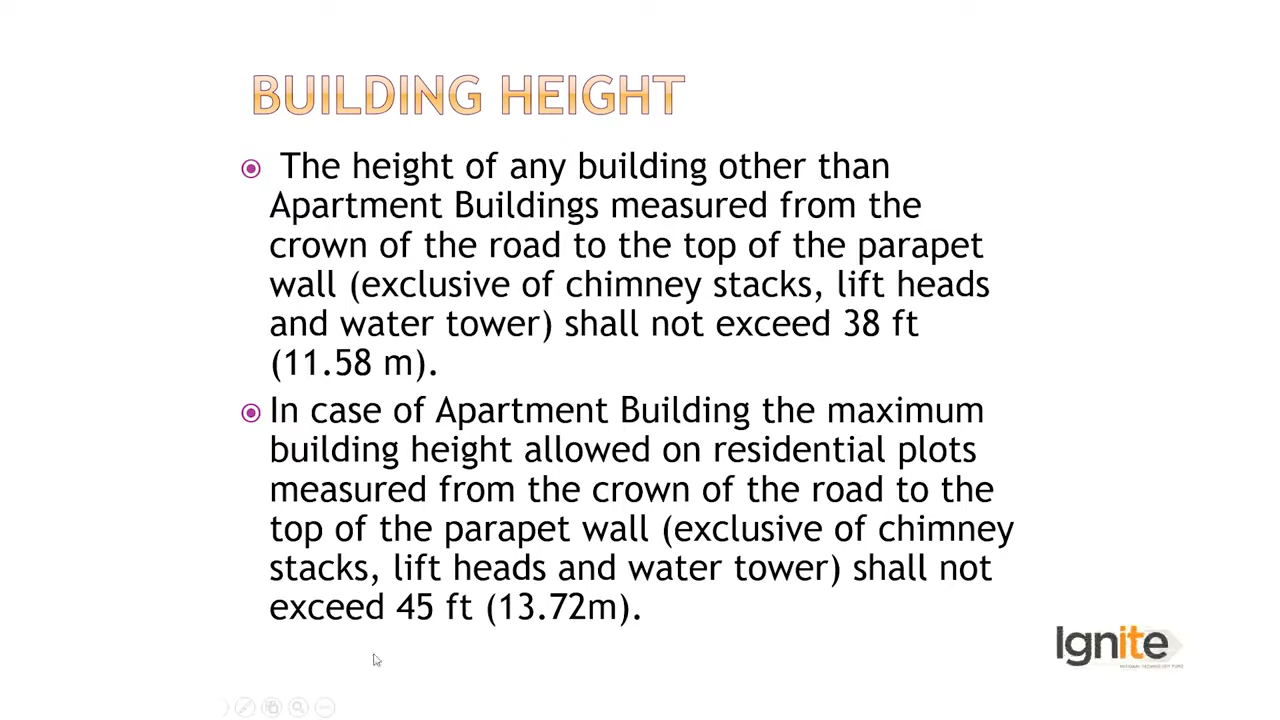 BUILDING HEIGHT
The height of any building other than
Apartment Buildings measured from the
crown of the road to the top of the parapet
wall (exclusive of chimney stacks, lift heads
and water tower) shall not exceed 38 ft
(11.58 m).
In case of Apartment Building the maximum
building height allowed on residential plots
measured from the crown of the road to the
top of the parapet wall (exclusive of chimney
stacks, lift heads and water tower) shall not
exceed 45 ft (13.72m).
Ignite
NATIONAL TECHNOLOGY FUND